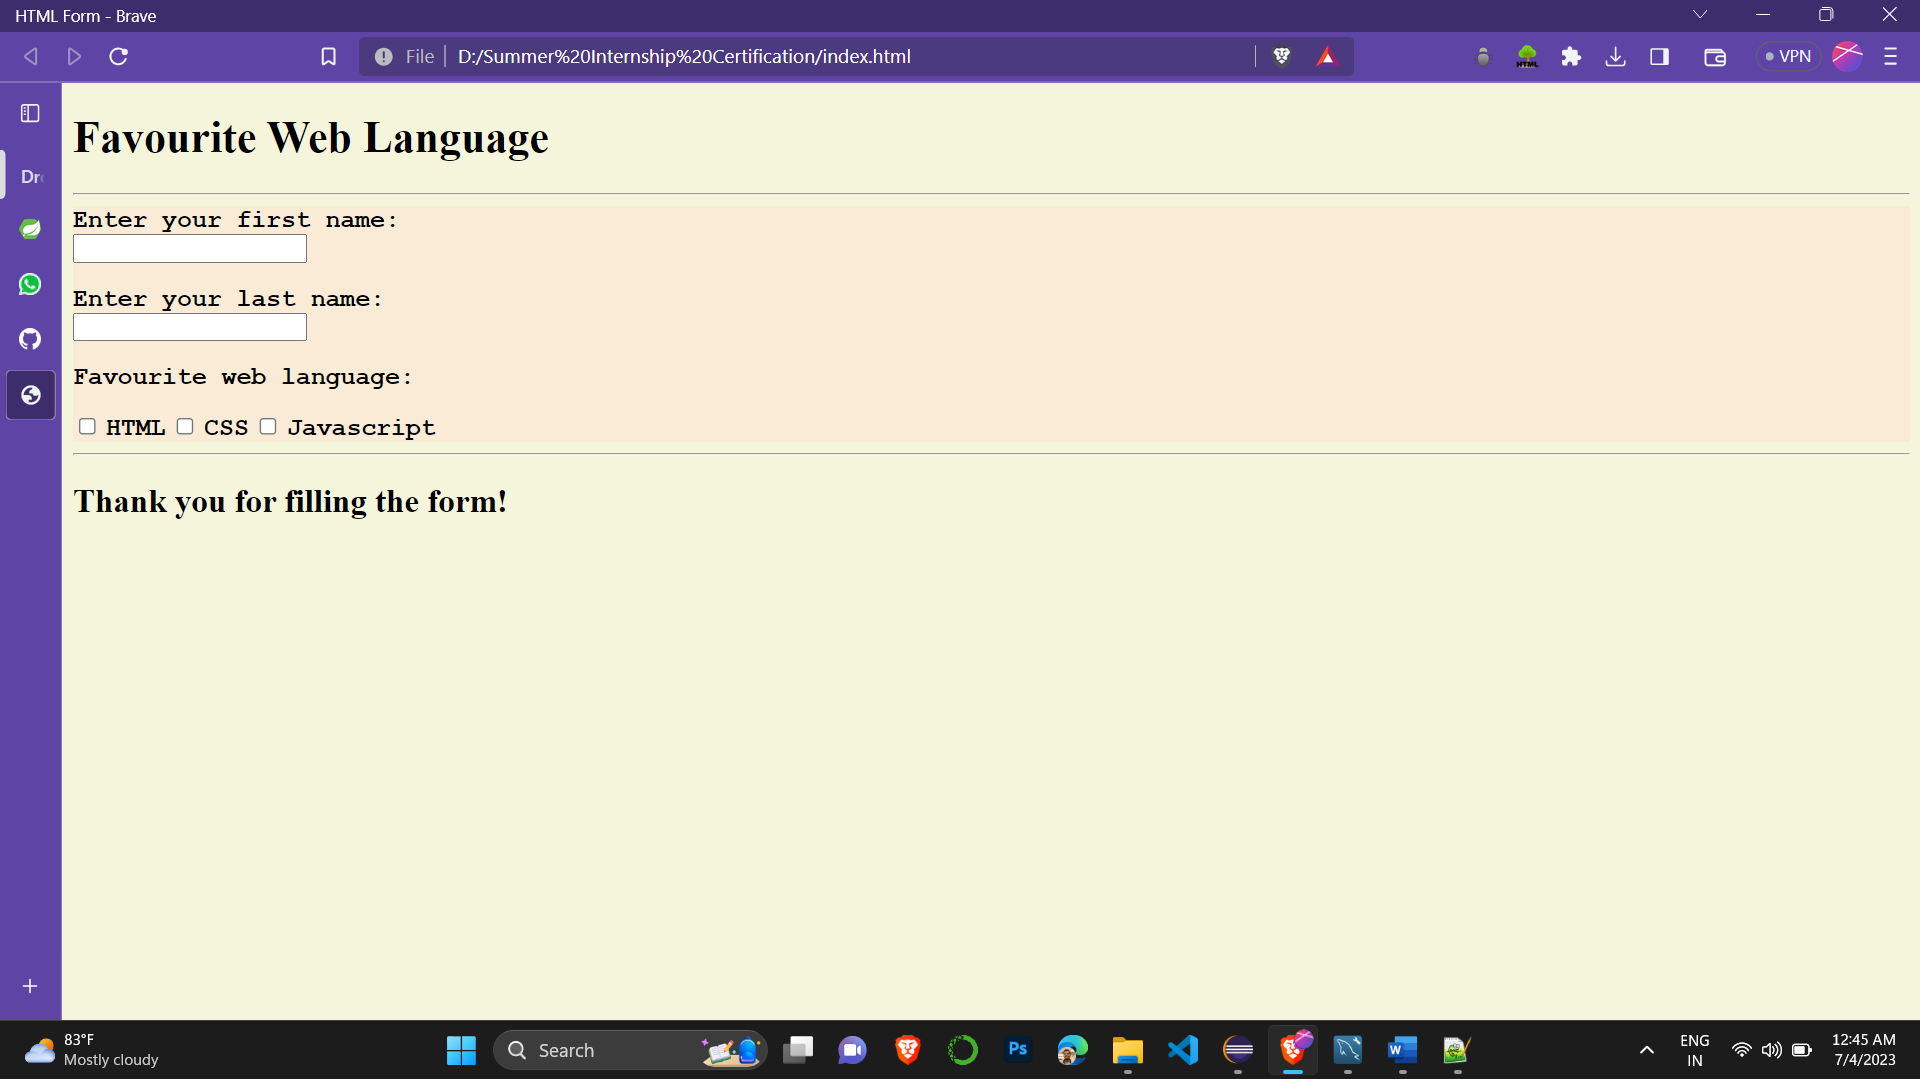 HTML Form - Brave
File
D:/Summer%20Internship%20Certification/index.html
HTML
VPN
Favourite Web Language
Enter your first name:
Enter your last name:
Favourite web language:
HTML CSS Javascript
Thank you for filling the form!
83°F
Mostly cloudy
Search
Ps
W
ENG
IN
12:45 AM
7/4/2023